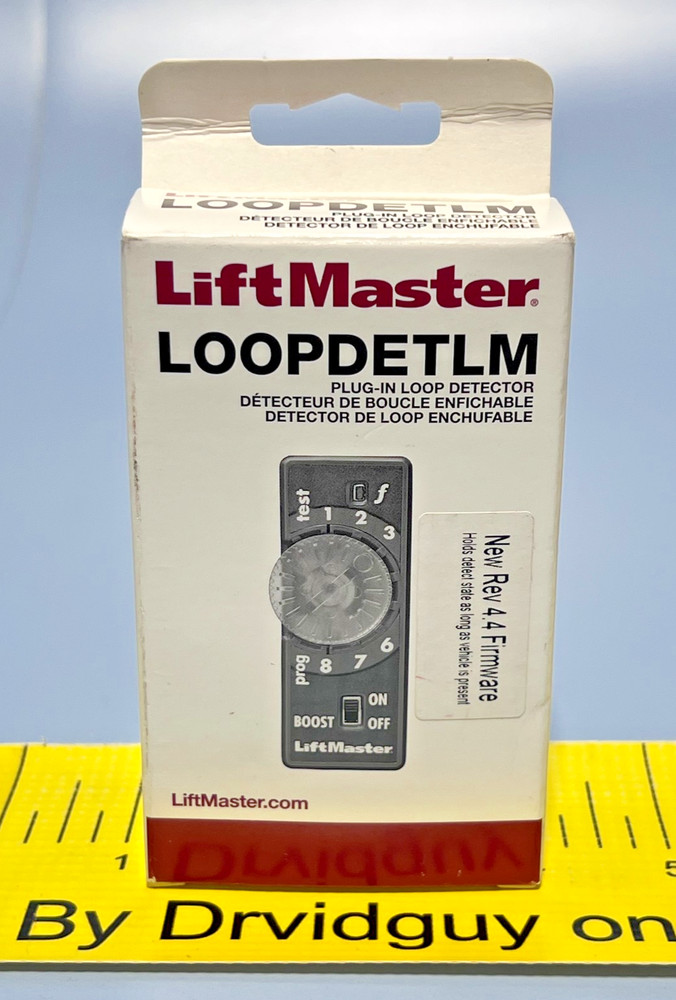 LOOPDETLM
PLUG-IN LOOP DETECTOR
DÉTECTEUR DE BOUCLE ENFICHABLE
DETECTOR DE LOOP ENCHUFABLE
LiftMaster®
LOOPDETLM
PLUG-IN LOOP DETECTOR
DÉTECTEUR DE BOUCLE ENFICHABLE
DETECTOR DE LOOP ENCHUFABLE
test
f
1 2 3
6
7
8
prog
BOOST
ON
OFF
LiftMaster
New Rev 4.4 Firmware
Holds detect state as long as vehicle is present
LiftMaster.com
Drvidguy
1
5
By Drvidguy on